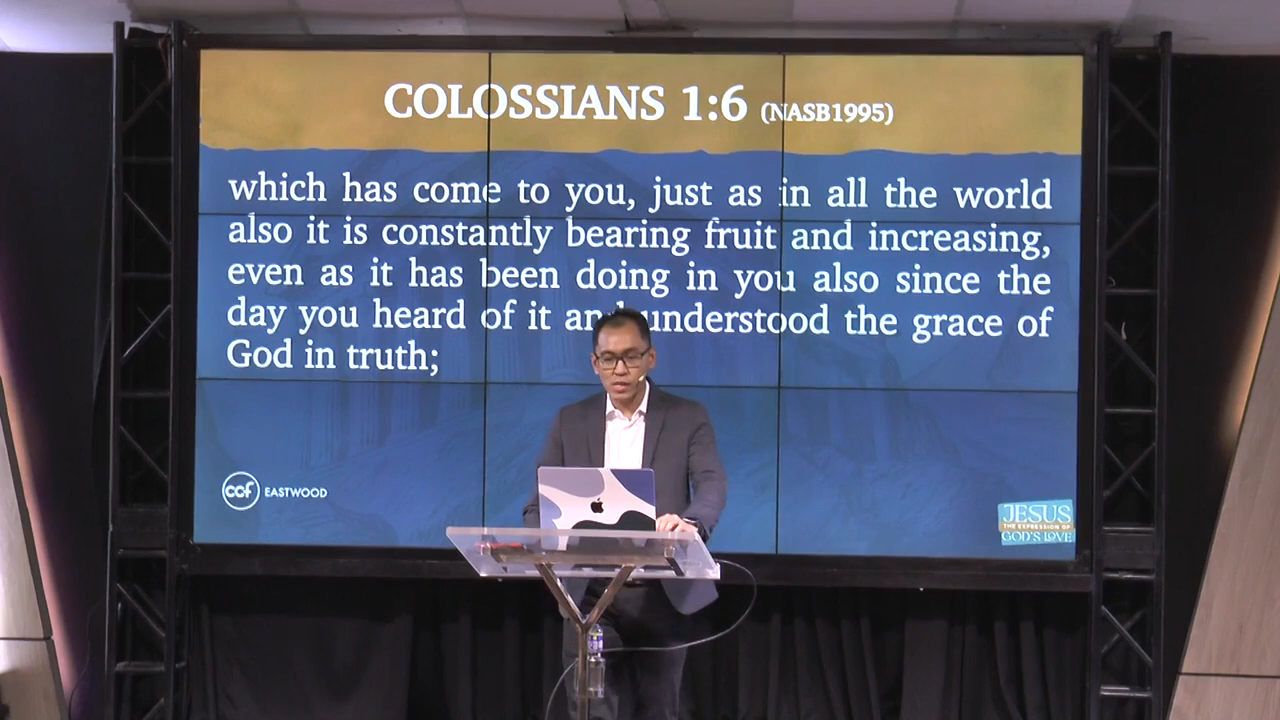 COLOSSIANS 1:6 (NASB1995)
which has come to you, just as in all the world
also it is constantly bearing fruit and increasing,
even as it has been doing in you also since the
day you heard of it and understood the grace of
God in truth;
ccf EASTWOOD
JESUS
THE EXPRESSION OF
GOD'S LOVE